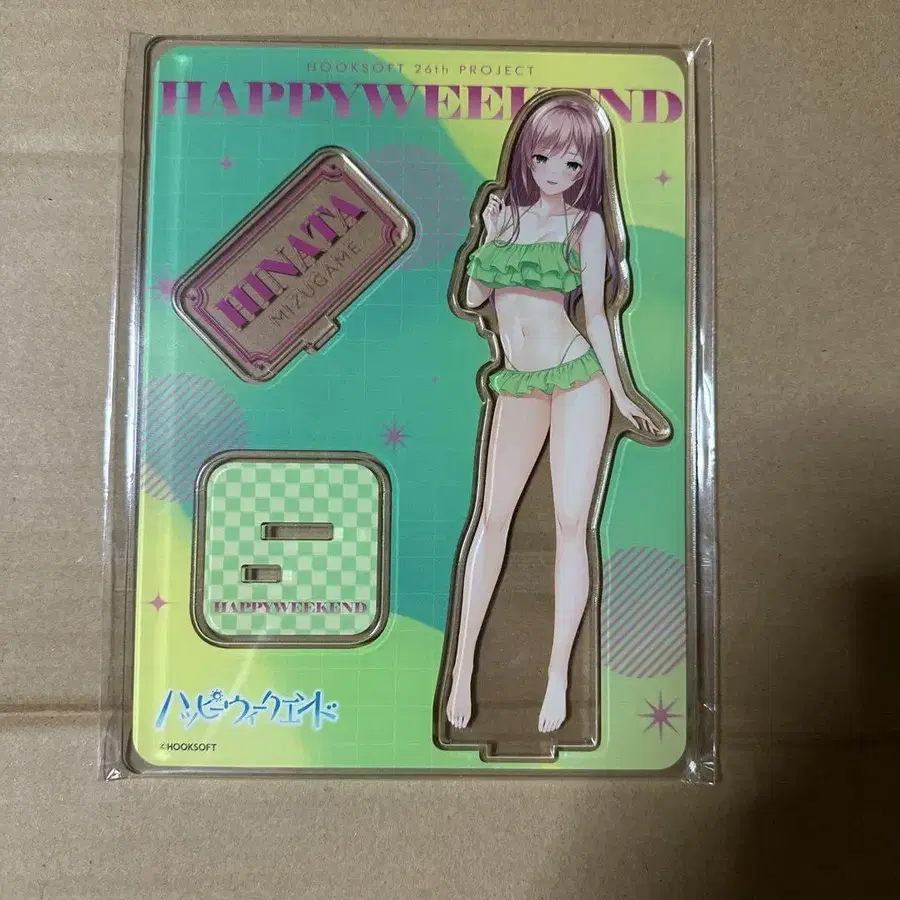 HOOKSOFT 26th PROJECT
HAPPYWEEKEND
HINATA
MIZUGAME
HAPPYWEEKEND
ハッピーウィークエンド
©HOOKSOFT